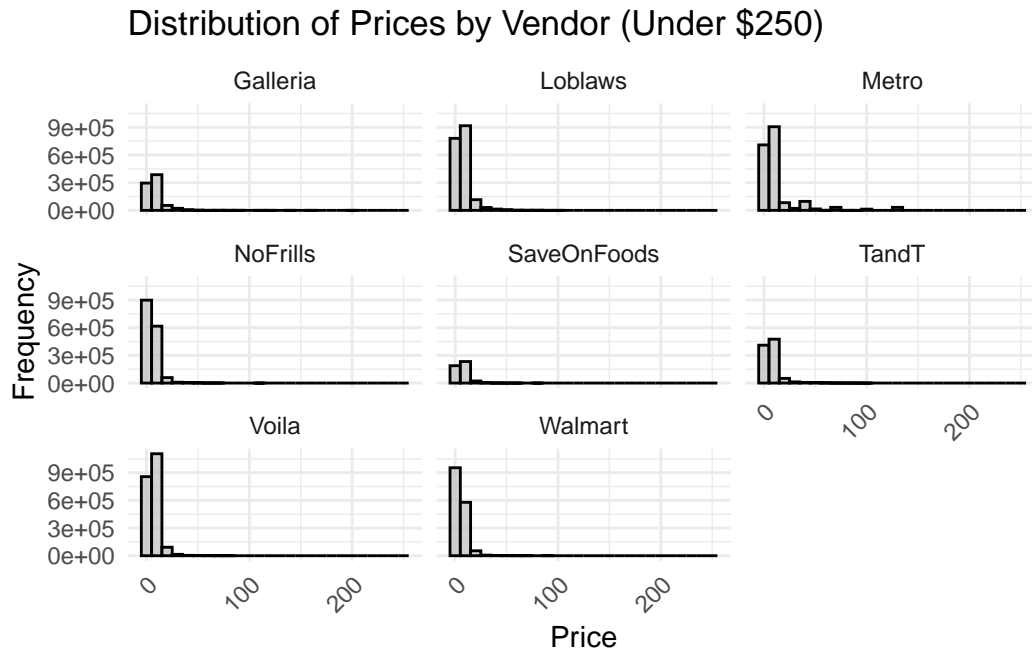 Distribution of Prices by Vendor (Under $250)
Galleria
Loblaws
Metro
9e+05
6e+05
3e+05
0e+00
NoFrills
SaveOnFoods
TandT
9e+05
6e+05
3e+05
0e+00
0
100
200
Voila
Walmart
9e+05
6e+05
3e+05
0e+00
0
100
200
0
100
200
Frequency
Price